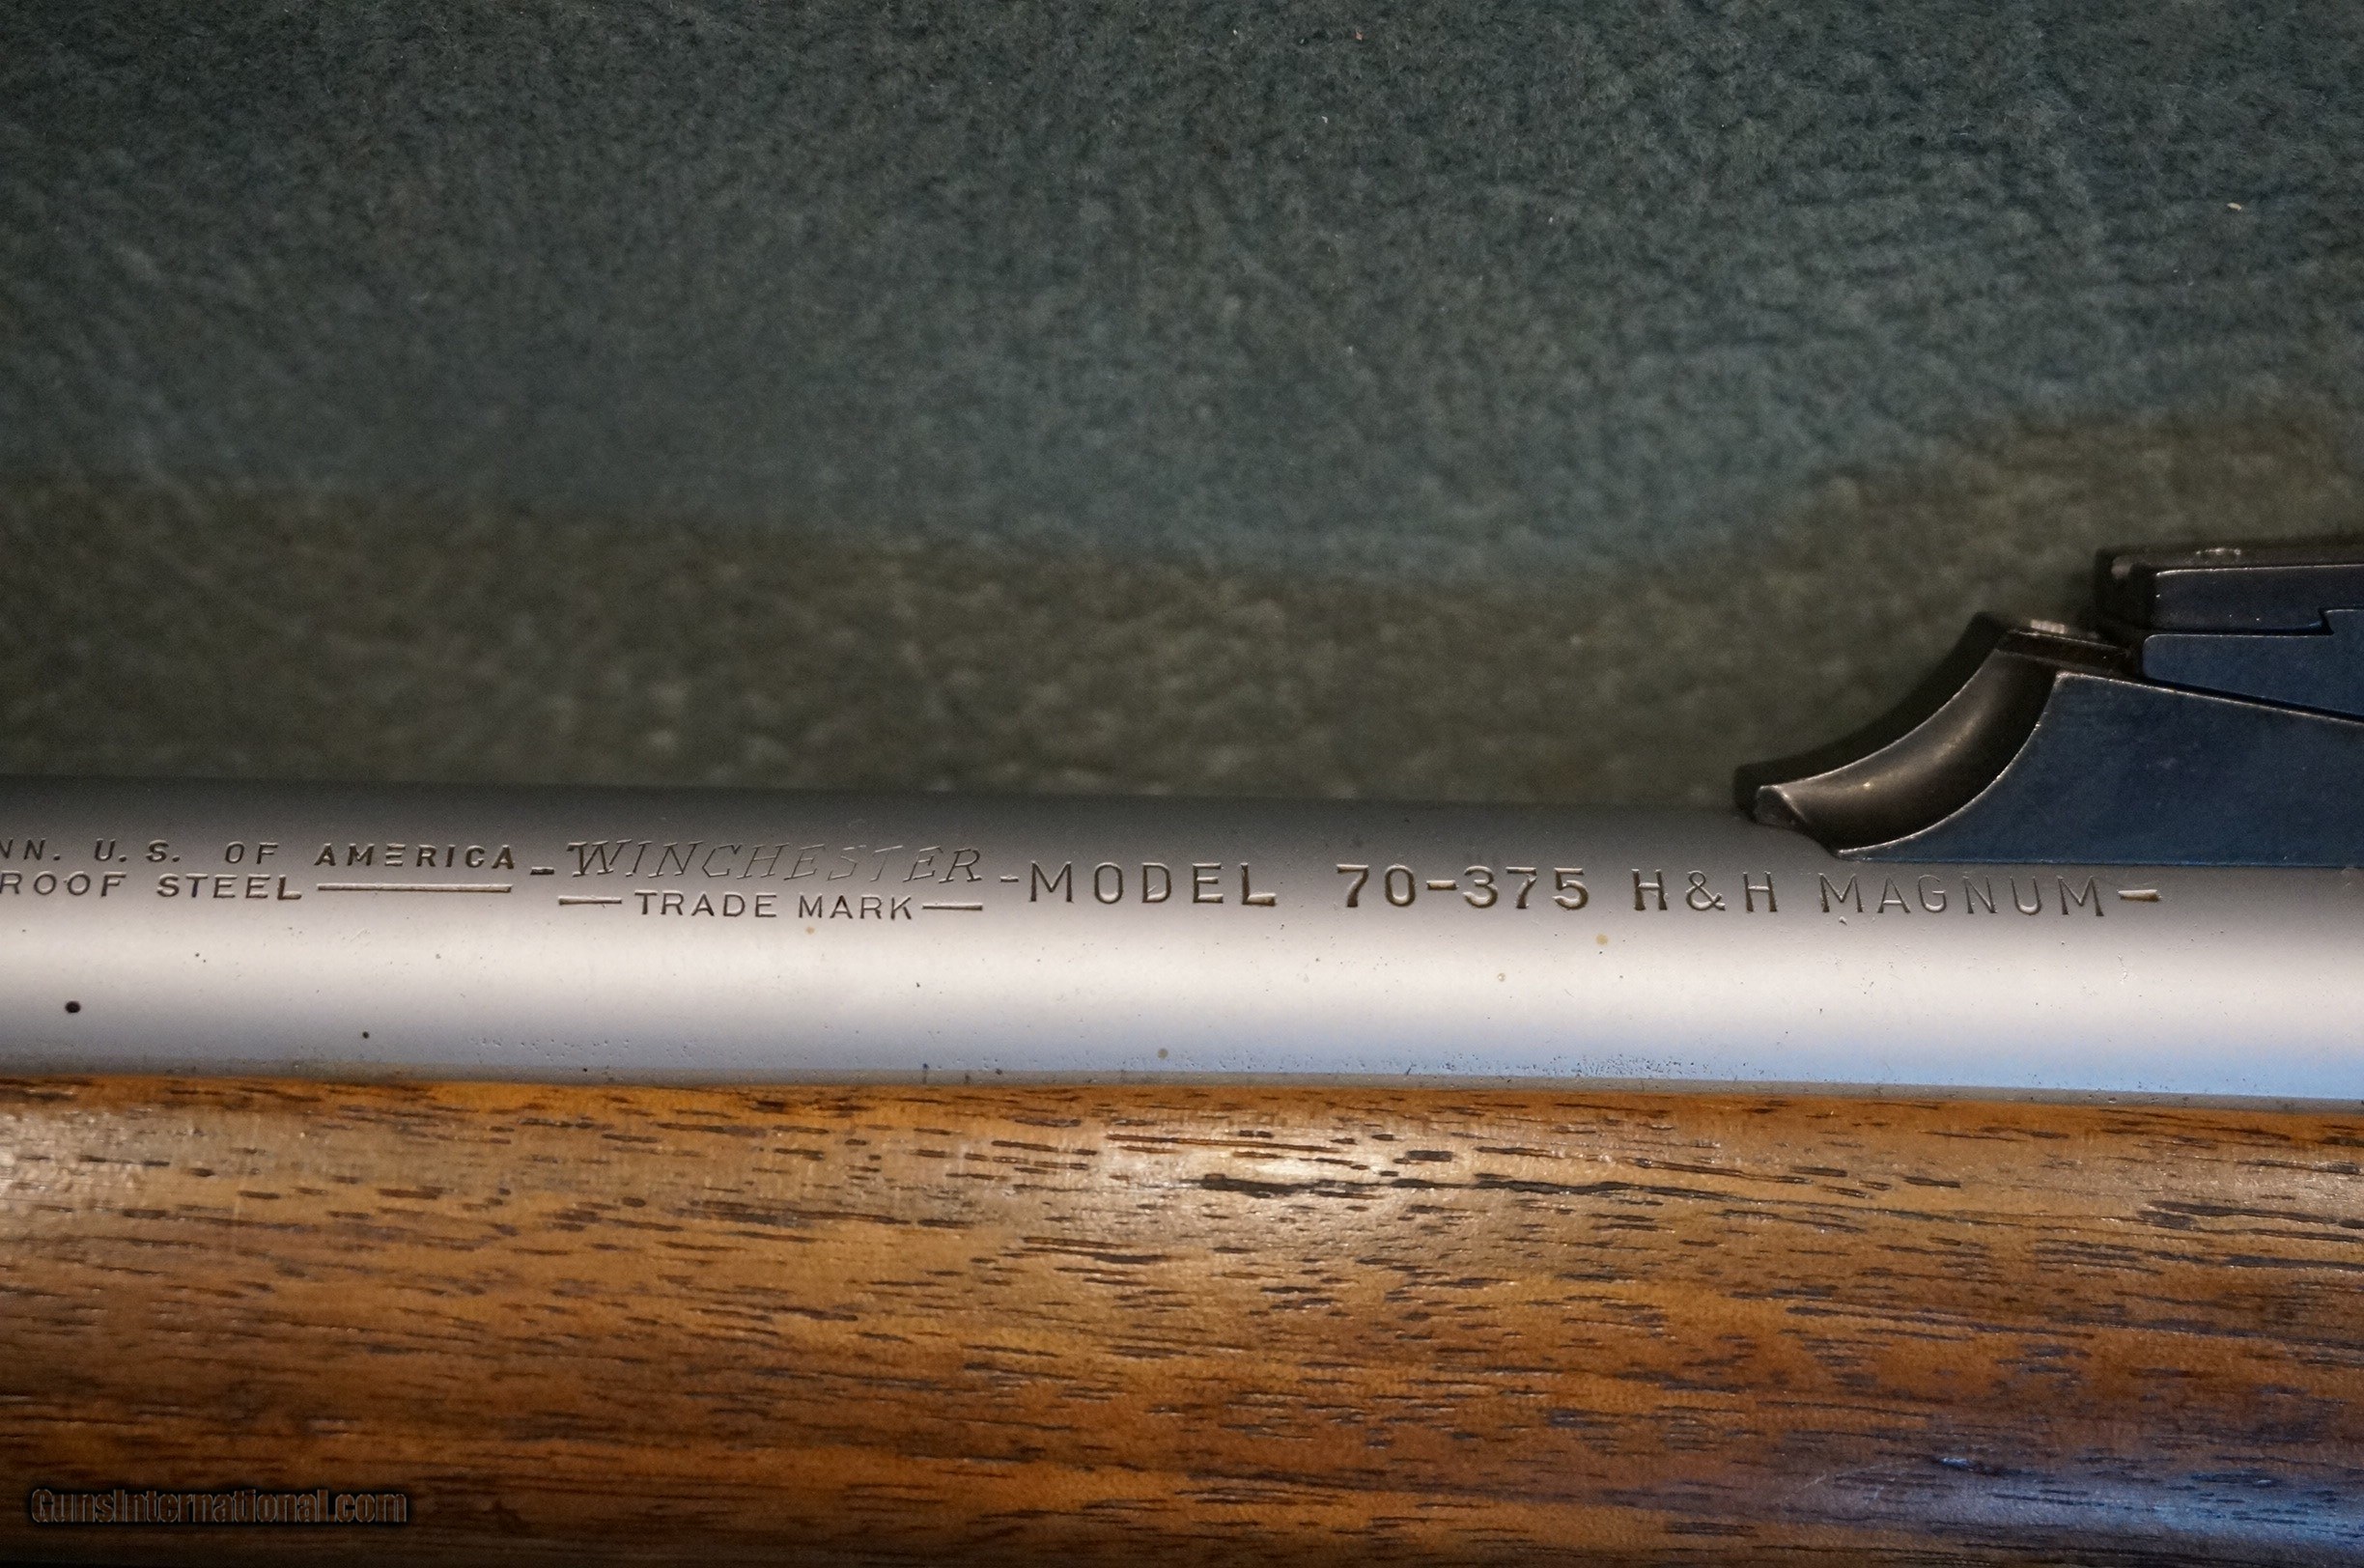 NN. U.S. OF AMERICA -WINCHESTER-
ROOF STEEL —— — TRADE MARK —
-MODEL 70-375 H&H MAGNUM-
GunsInternational.com